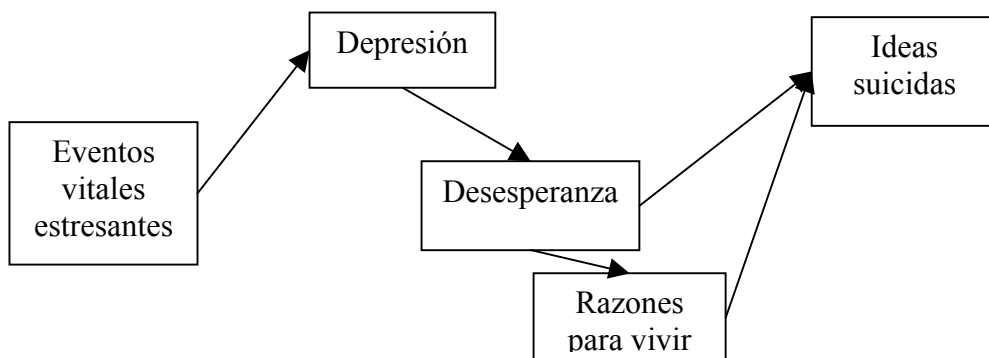 Depresión
Ideas
suicidas
Eventos
vitales
estresantes
Desesperanza
Razones
para vivir